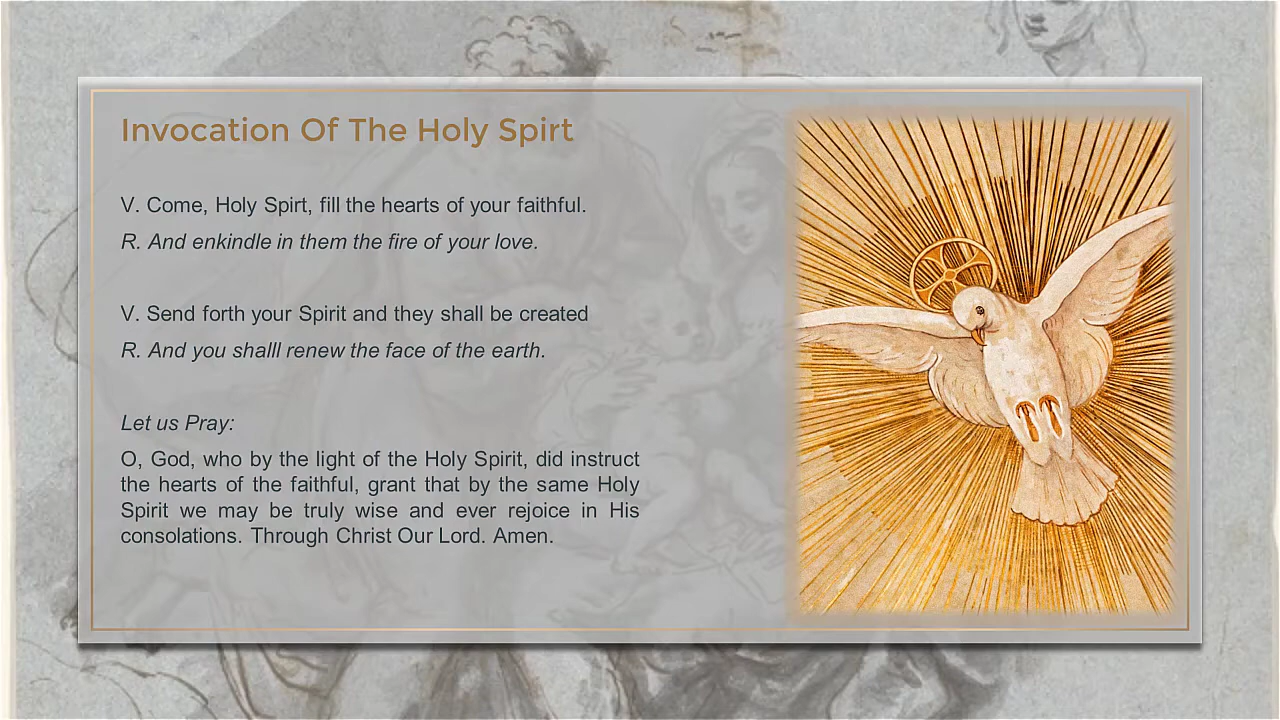 Invocation Of The Holy Spirt
V. Come, Holy Spirt, fill the hearts of your faithful.
R. And enkindle in them the fire of your love.
V. Send forth your Spirit and they shall be created
R. And you shalll renew the face of the earth.
Let us Pray:
O, God, who by the light of the Holy Spirit, did instruct
the hearts of the faithful, grant that by the same Holy
Spirit we may be truly wise and ever rejoice in His
consolations. Through Christ Our Lord. Amen.